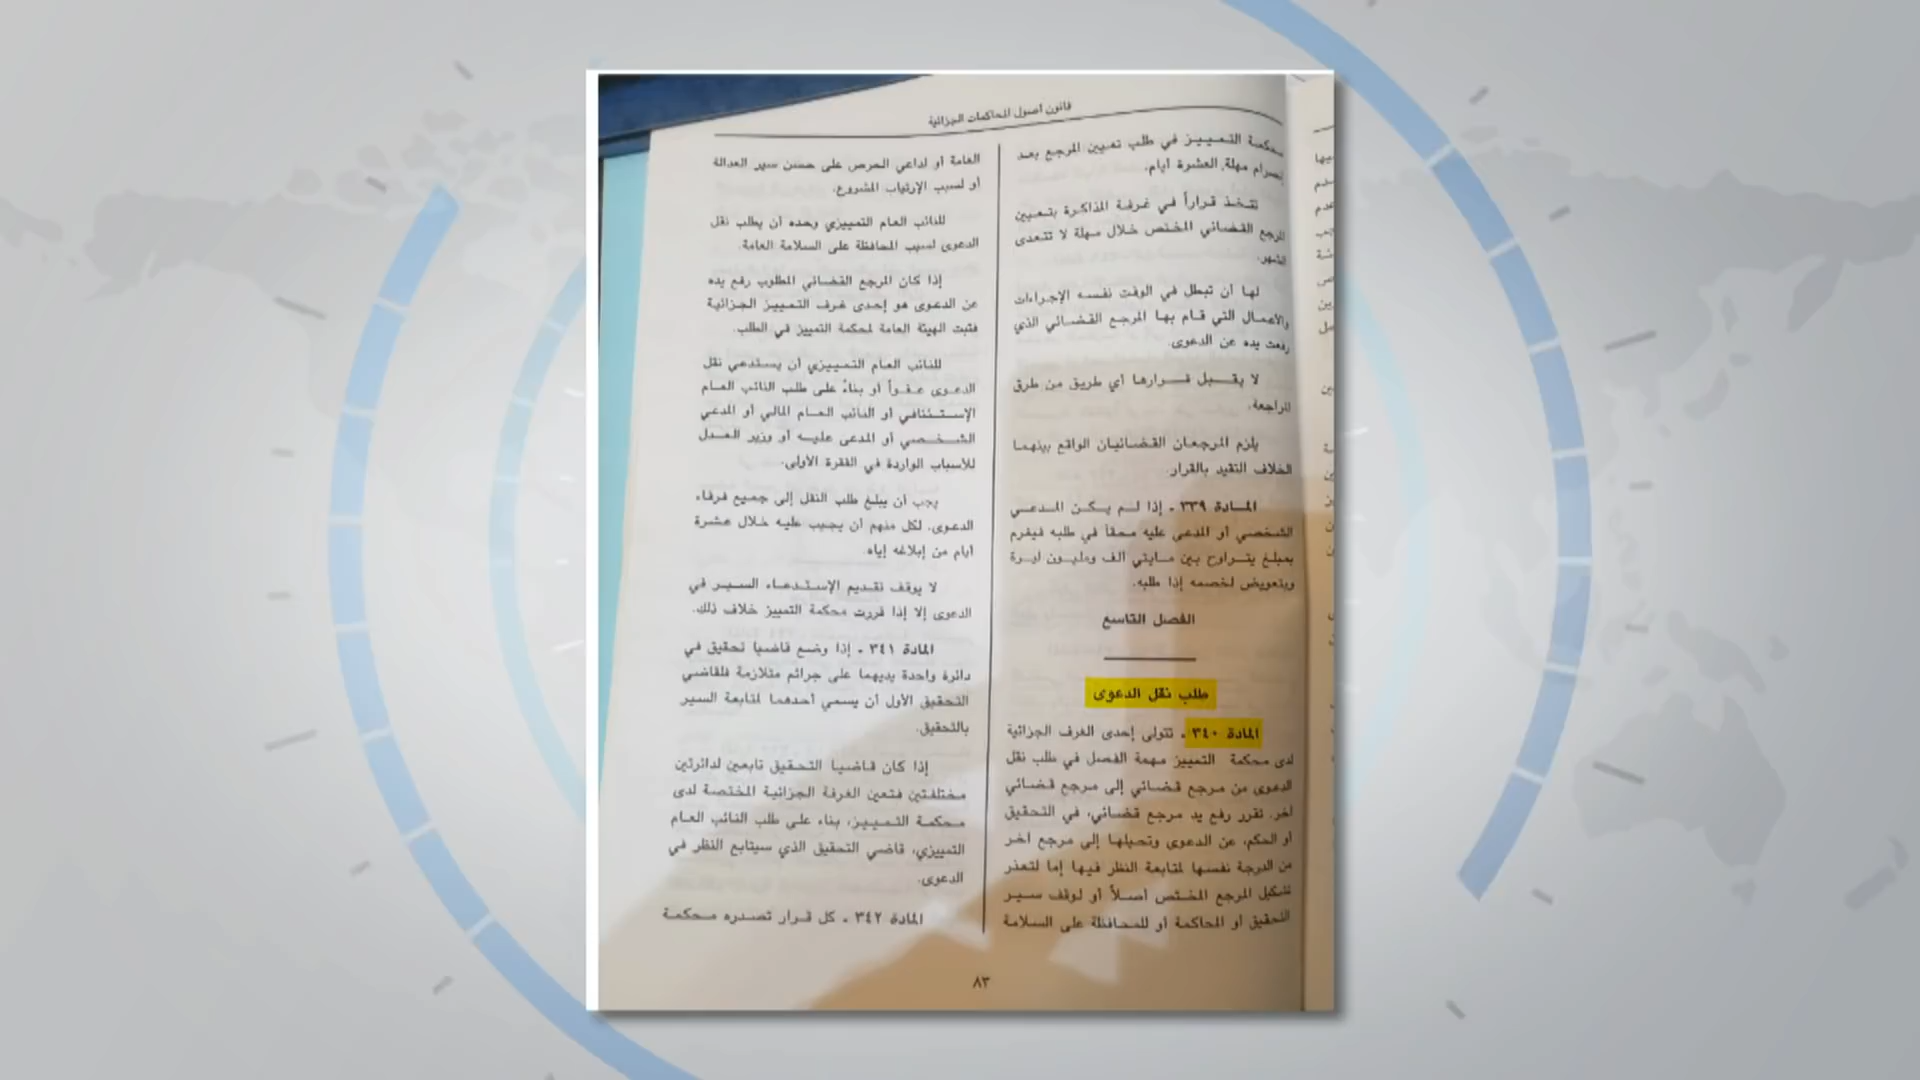 قانون أصول المحاكمات الجزائية
محكمة التمييز في طلب تعيين المرجع بعد
مهلة العشرة أيام.
تتخذ قراراً في غرفة المذاكرة بتعيين
المرجع القضائي المختص خلال مهلة لا تتعدى
الشهر.
لها أن تبطل في الوقت نفسه الإجراءات
والأعمال التي قام بها المرجع القضائي الذي
رفعت يده عن الدعوى.
لا يقبل قرارها أي طريق من طرق
المراجعة.
يلزم المرجعان القضائيان الواقع بينهما
الخلاف التقيد بالقرار.
المادة ٣٣٩ ـ إذا لم يكن المدعي
الشخصي أو المدعى عليه محقاً في طلبه فيغرم
بمبلغ يتراوح بين مايتي الف ومليون ليرة
وبتعويض لخصمه إذا طلبه.
الفصل التاسع
طلب نقل الدعوى
المادة ٣٤٠ ـ تتولى إحدى الغرف الجزائية
لدى محكمة التمييز مهمة الفصل في طلب نقل
الدعوى من مرجع قضائي إلى مرجع قضائي
آخر. تقرر رفع يد مرجع قضائي، في التحقيق
أو الحكم، عن الدعوى وتحيلها إلى مرجع آخر
من الدرجة نفسها لمتابعة النظر فيها إما لتعذر
تشكيل المرجع المختص أصلاً أو لوقف سير
التحقيق أو المحاكمة أو للمحافظة على السلامة
العامة أو لداعي الحرص على حسن سير العدالة
أو لسبب الإرتياب المشروع.
للنائب العام التمييزي وحده أن يطلب نقل
الدعوى لسبب المحافظة على السلامة العامة.
إذا كان المرجع القضائي المطلوب رفع يده
عن الدعوى هو إحدى غرف التمييز الجزائية
فتبت الهيئة العامة لمحكمة التمييز في الطلب.
للنائب العام التمييزي أن يستدعي نقل
الدعوى عفواً أو بناءً على طلب النائب العام
الإستئنافي أو النائب العام المالي أو المدعي
الشخصي أو المدعى عليه أو وزير العدل
للأسباب الواردة في الفقرة الأولى.
يجب أن يبلغ طلب النقل إلى جميع فرقاء
الدعوى. لكل منهم أن يجيب عليه خلال عشرة
أيام من إبلاغه إياه.
لا يوقف تقديم الإستدعاء السير في
الدعوى إلا إذا قررت محكمة التمييز خلاف ذلك.
المادة ٣٤١ ـ إذا وضع قاضيا تحقيق في
دائرة واحدة يديهما على جرائم متلازمة فلقاضي
التحقيق الأول أن يسمي أحدهما لمتابعة السير
بالتحقيق.
إذا كان قاضيا التحقيق تابعين لدائرتين
مختلفتين فتعين الغرفة الجزائية المختصة لدى
محكمة التمييز، بناء على طلب النائب العام
التمييزي، قاضي التحقيق الذي سيتابع النظر في
الدعوى.
المادة ٣٤٢ ـ كل قرار تصدره محكمة
٨٣